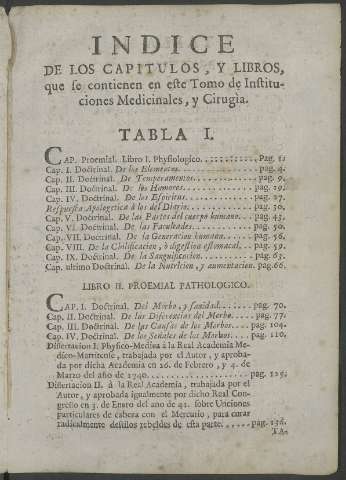 INDICE
DE LOS CAPITULOS, Y LIBROS,
que se contienen en este Tomo de Institu-
ciones Medicinales, y Cirugia.
TABLA I.
CAP. Proemial. Libro I. Physiologico. Pag. 1.
Cap. I. Doctrinal. De los Elementos. pag. 4.
Cap. II. Doctrinal. De Temperamentos. pag. 9.
Cap. III. Doctrinal. De los Humores. pag. 19.
Cap. IV. Doctrinal. De los Espiritus. pag. 27.
Respuesta Apologetica à los del Diario. pag. 30.
Cap. V. Doctrinal. De las Partes del cuerpo humano. pag. 43.
Cap. VI. Doctrinal. De las Facultades. pag. 50.
Cap. VII. Doctrinal. De la Generacion humana. pag. 56.
Cap. VIII. De la Chilificacion, ò digestion estomacal. pag. 59.
Cap. IX. Doctrinal. De la Sanguificacion. pag. 63.
Cap. ultimo Doctrinal. De la Nutricion, y aumentacion. pag. 66.
LIBRO II. PROEMIAL PATHOLOGICO.
CAP. I. Doctrinal. Del Morbo, y sanidad. pag. 70.
Cap. II. Doctrinal. De las Diferencias del Morbo. pag. 77.
Cap. III. Doctrinal. De las Causas de los Morbos. pag. 104.
Cap. IV. Doctrinal. De las Señales de los Morbos. pag. 110.
Dissertacion I. Physico-Medica à la Real Academia Me-
dico-Matritense, trabajada por el Autor, y aproba-
da por dicha Academia en 26. de Febrero, y 4. de
Marzo del año de 1740. pag. 125.
Dissertacion II. à la Real Academia, trabajada por el
Autor, y aprobada igualmente por dicho Real Con-
gresso en 3. de Enero del año de 42. sobre Unciones
particulares de cabeza con el Mercurio, para curar
radicalmente destilos rebeldes de esta parte. pag. 136.
TA-